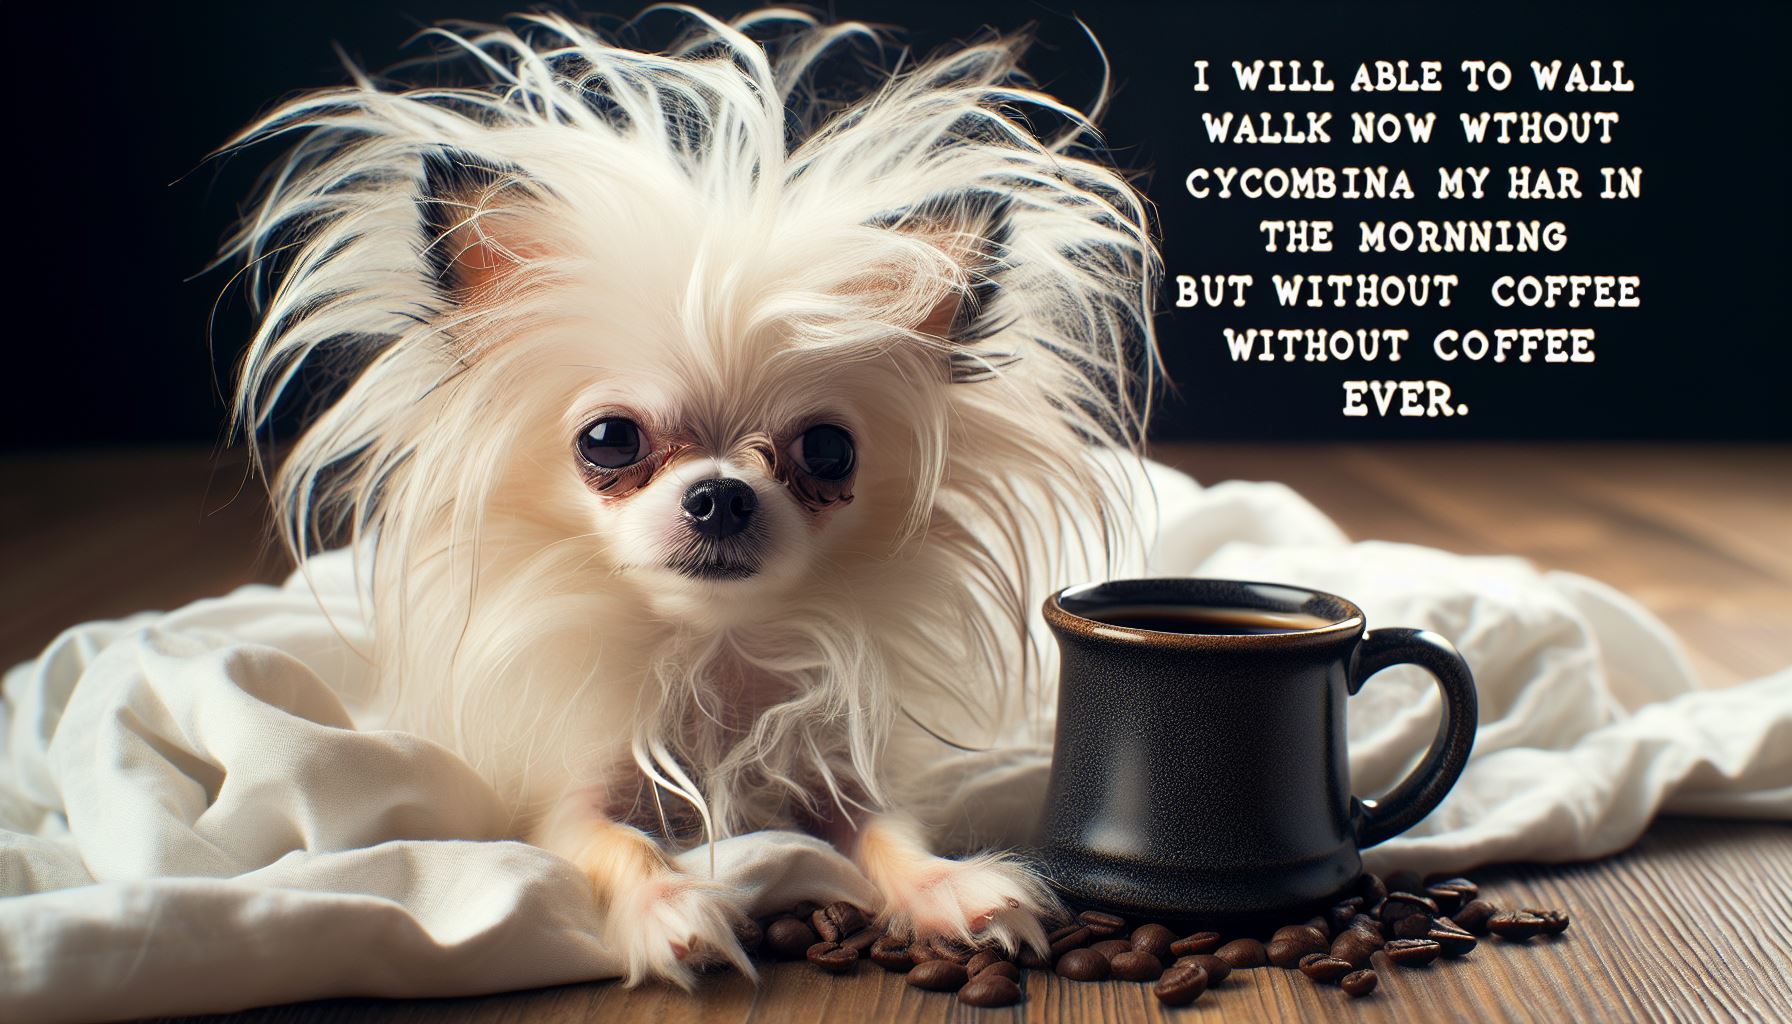 I WILL ABLE TO WALL
WALLK NOW WTHOUT
CYCOMBINA MY HAR IN
THE MORNNING
BUT WITHOUT COFFEE
WITHOUT COFFEE
EVER.